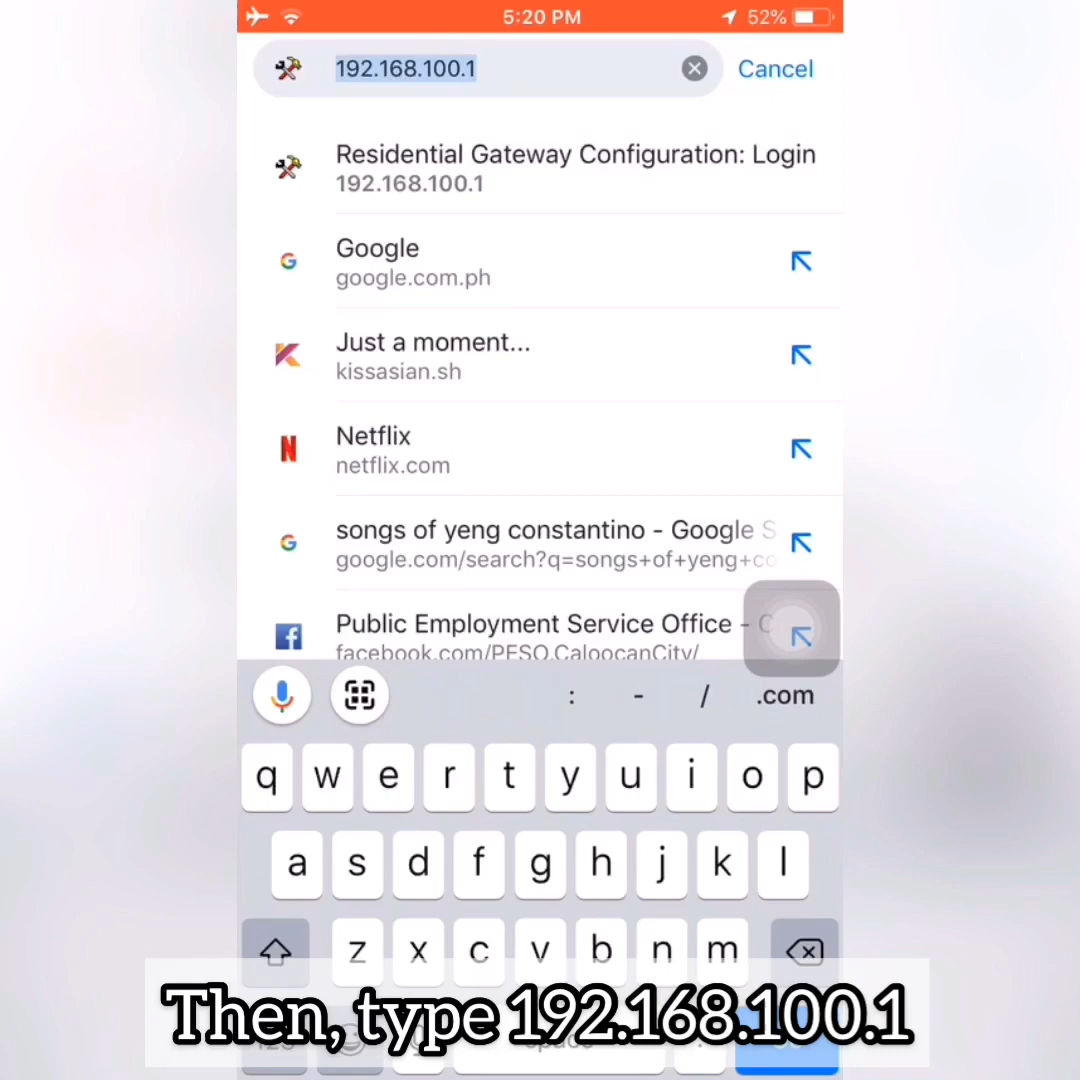 5:20 PM
52%
192.168.100.1
Cancel
Residential Gateway Configuration: Login
192.168.100.1
Google
google.com.ph
Just a moment...
kissasian.sh
Netflix
netflix.com
songs of yeng constantino - Google S
google.com/search?q=songs+of+yeng+co
Public Employment Service Office - C
facebook.com/PESO.CaloocanCity/
: - / .com
q w e r t y u i o p
a s d f g h j k l
z x c v b n m
Then, type 192.168.100.1
123 space